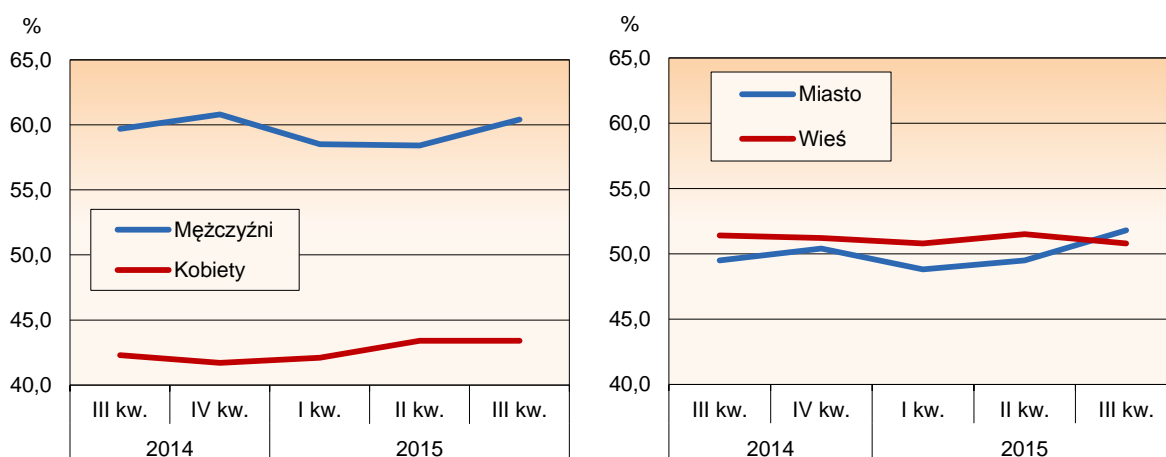 %
65,0
60,0
55,0
50,0
45,0
40,0
Mężczyźni
Kobiety
III kw. IV kw. I kw. II kw. III kw.
2014 2015
%
65,0
60,0
55,0
50,0
45,0
40,0
Miasto
Wieś
III kw. IV kw. I kw. II kw. III kw.
2014 2015